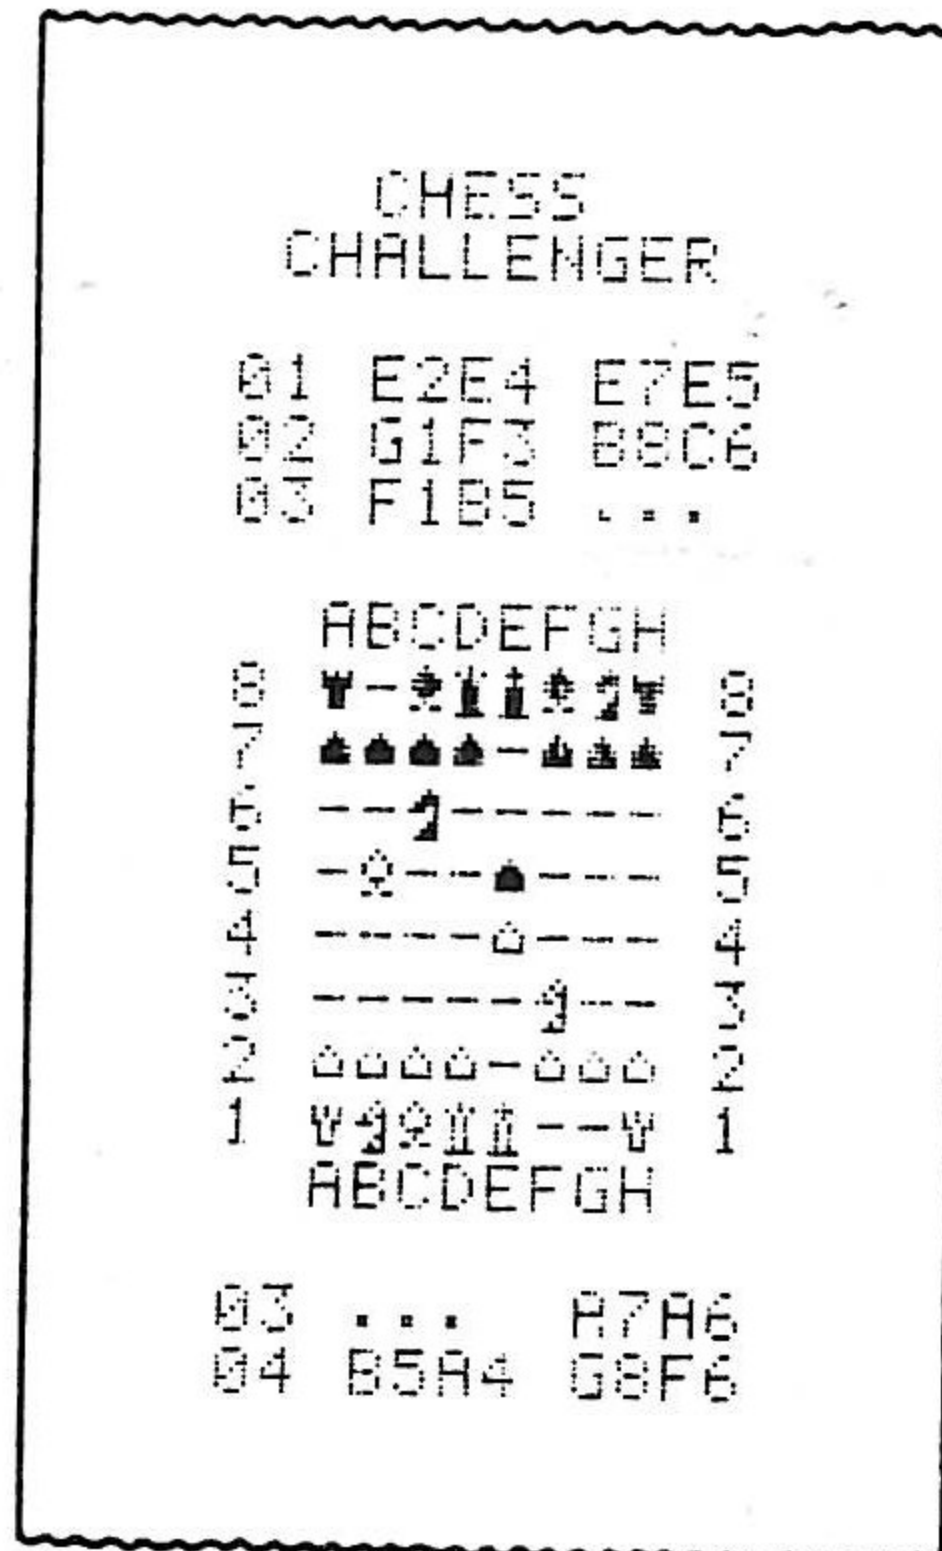 CHESS
CHALLENGER
01 E2E4 E7E5
02 G1F3 B8C6
03 F1B5 ...
ABCDEFGH
8 - 8
7 - 7
6 ------- 6
5 ------ 5
4 ------- 4
3 ------- 3
2 - 2
1 -- 1
ABCDEFGH
03 ... A7A6
04 B5A4 G8F6